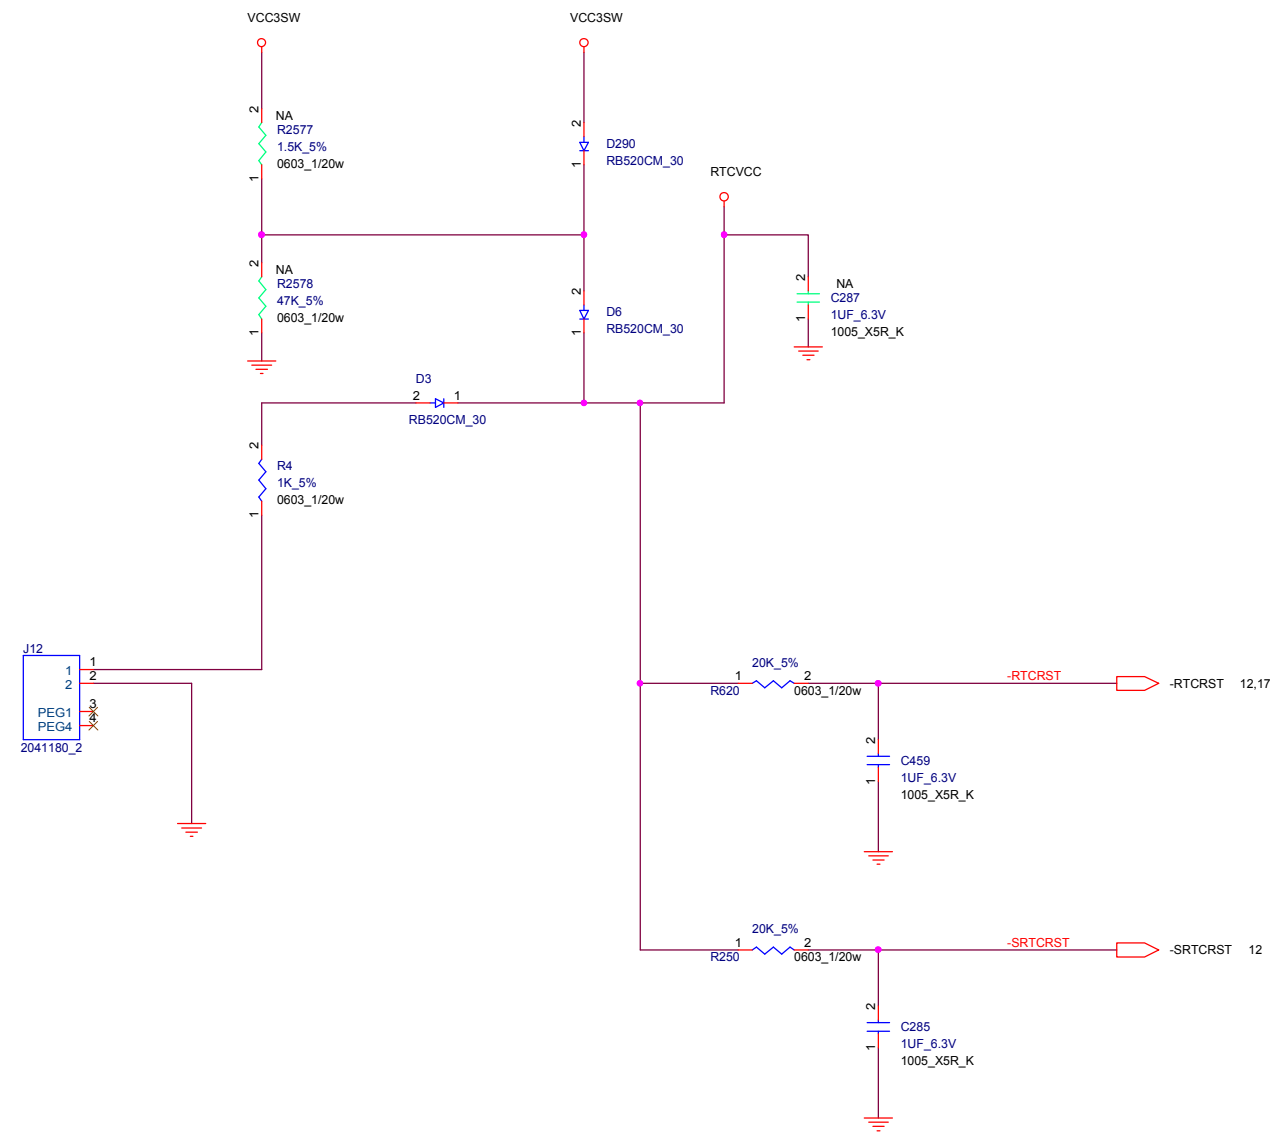 VCC3SW
VCC3SW
2
NA
R2577
1.5K_5%
0603_1/20w
1
2
D290
RB520CM_30
1
RTCVCC
2
NA
R2578
47K_5%
0603_1/20w
1
2
D6
RB520CM_30
1
2
NA
C287
1UF_6.3V
1005_X5R_K
1
D3
2
1
RB520CM_30
2
R4
1K_5%
0603_1/20w
1
J12
1
1
2
2
PEG1
3
PEG4
4
2041180_2
20K_5%
1
2
R620
0603_1/20w
-RTCRST
-RTCRST 12,17
2
C459
1UF_6.3V
1005_X5R_K
1
20K_5%
1
2
R250
0603_1/20w
-SRTCRST
-SRTCRST 12
2
C285
1UF_6.3V
1005_X5R_K
1